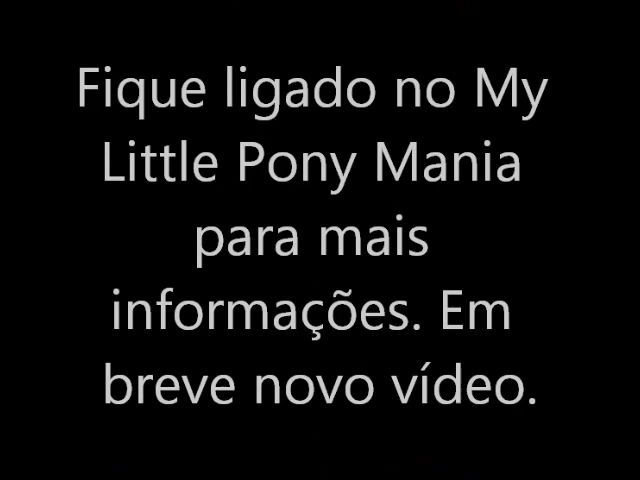 Fique ligado no My
Little Pony Mania
para mais
informações. Em
breve novo vídeo.